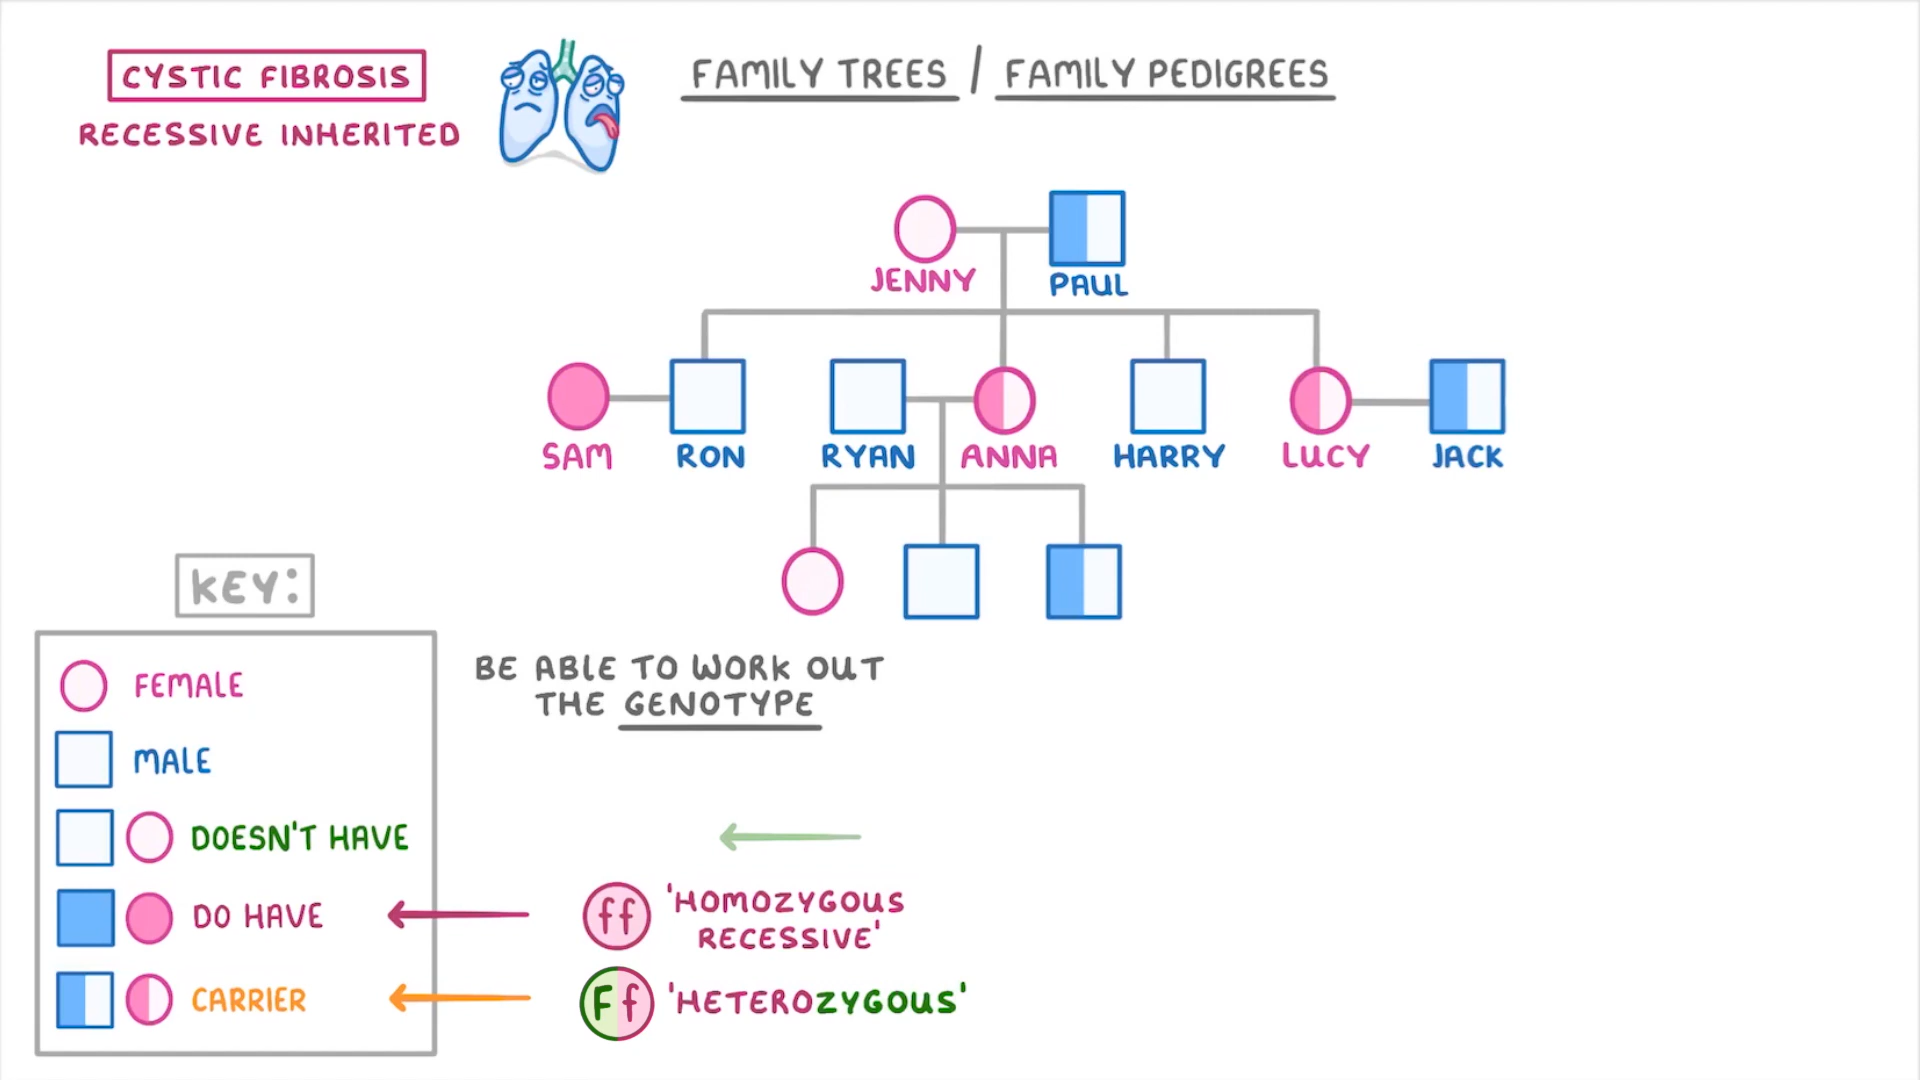 CYSTIC FIBROSIS
RECESSIVE INHERITED
FAMILY TREES / FAMILY PEDIGREES
JENNY
PAUL
SAM
RON
RYAN
ANNA
HARRY
LUCY
JACK
KEY:
FEMALE
MALE
DOESN'T HAVE
DO HAVE
CARRIER
BE ABLE TO WORK OUT
THE GENOTYPE
ff
'HOMOZYGOUS
RECESSIVE'
Ff
'HETEROZYGOUS'